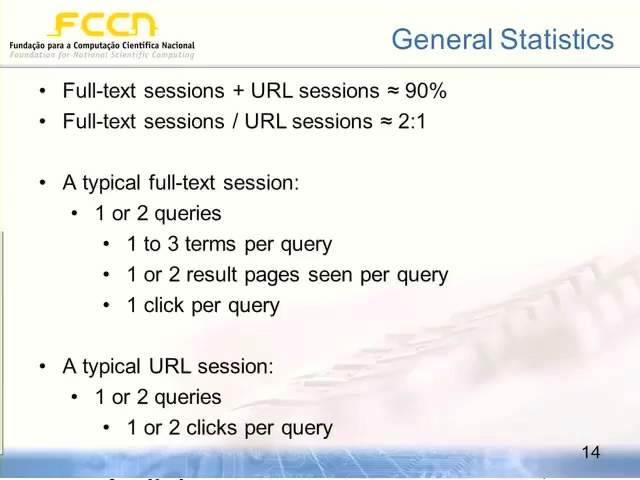 FCCN
Fundação para a Computação Científica Nacional
Foundation for National Scientific Computing
General Statistics
• Full-text sessions + URL sessions ≈ 90%
• Full-text sessions / URL sessions ≈ 2:1
• A typical full-text session:
• 1 or 2 queries
• 1 to 3 terms per query
• 1 or 2 result pages seen per query
• 1 click per query
• A typical URL session:
• 1 or 2 queries
• 1 or 2 clicks per query
14